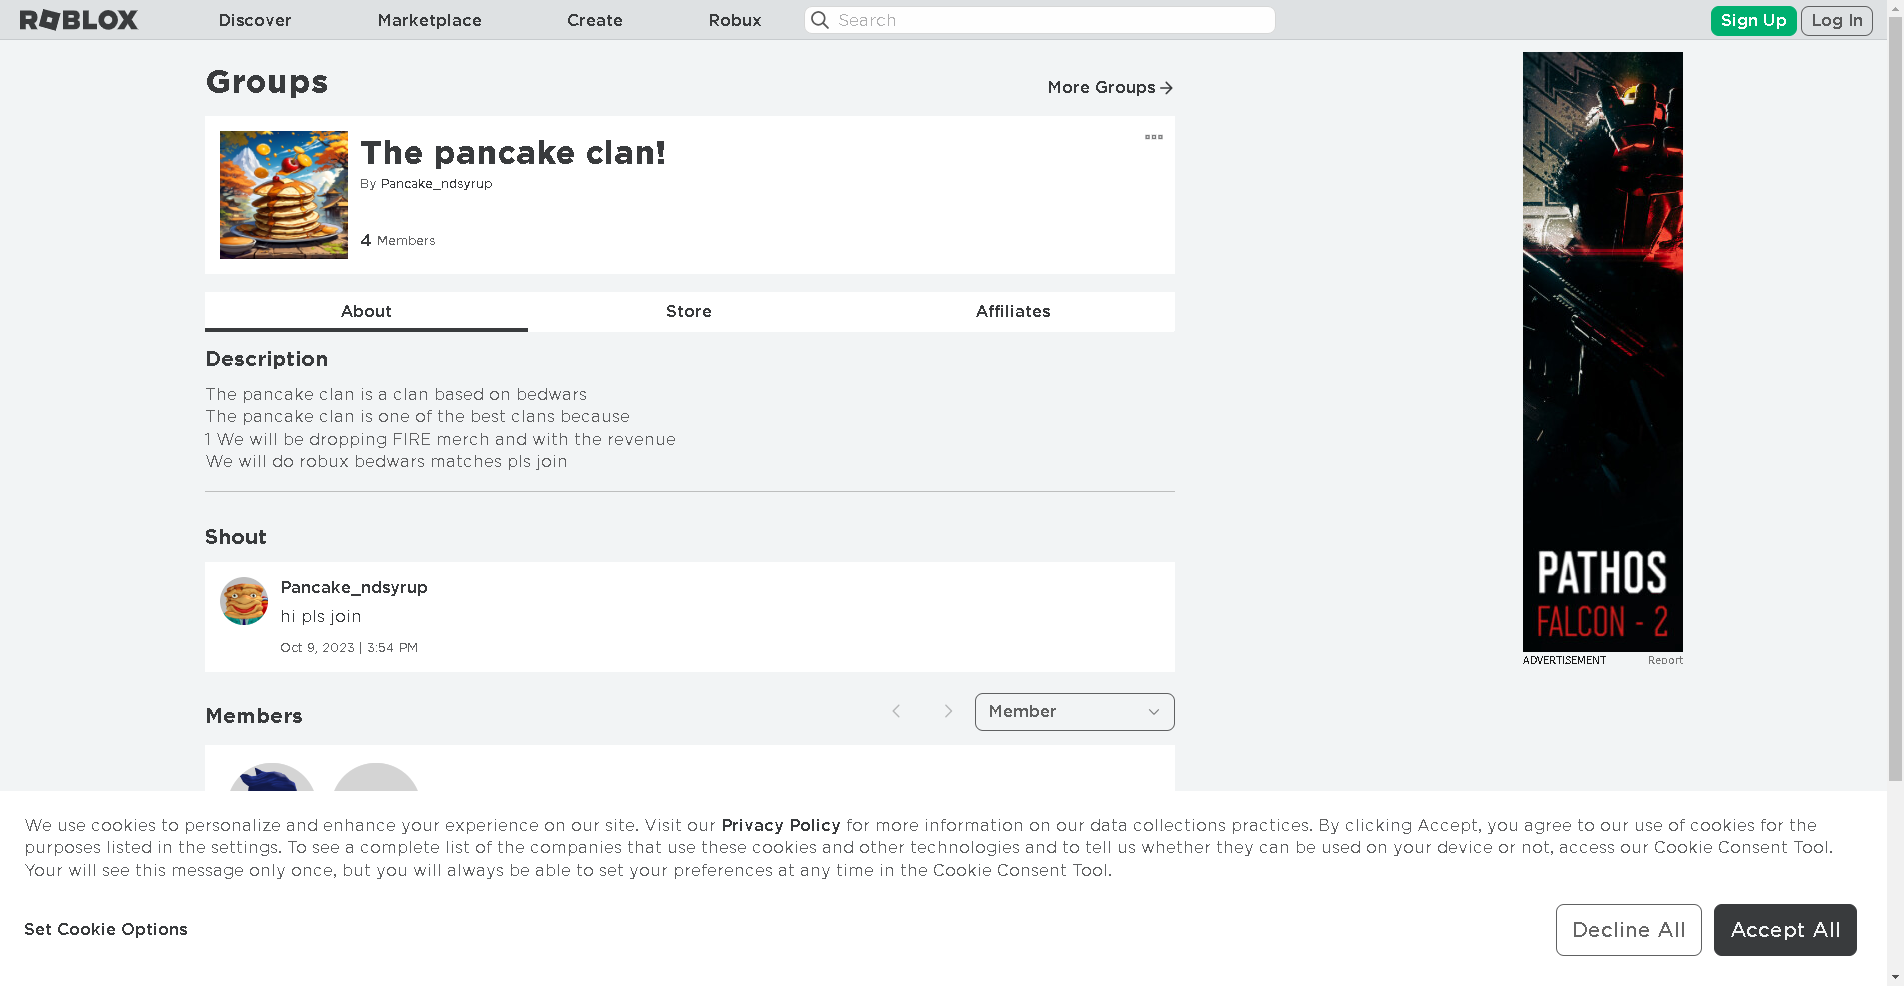 ROBLOX
Discover
Marketplace
Create
Robux
Search
Sign Up
Log In
Groups
More Groups
The pancake clan!
By Pancake_ndsyrup
4 Members
About
Store
Affiliates
Description
The pancake clan is a clan based on bedwars
The pancake clan is one of the best clans because
1 We will be dropping FIRE merch and with the revenue
We will do robux bedwars matches pls join
Shout
Pancake_ndsyrup
hi pls join
Oct 9, 2023 | 3:54 PM
Members
Member
PATHOS
FALCON - 2
ADVERTISEMENT
Report
We use cookies to personalize and enhance your experience on our site. Visit our Privacy Policy for more information on our data collections practices. By clicking Accept, you agree to our use of cookies for the
purposes listed in the settings. To see a complete list of the companies that use these cookies and other technologies and to tell us whether they can be used on your device or not, access our Cookie Consent Tool.
Your will see this message only once, but you will always be able to set your preferences at any time in the Cookie Consent Tool.
Set Cookie Options
Decline All
Accept All